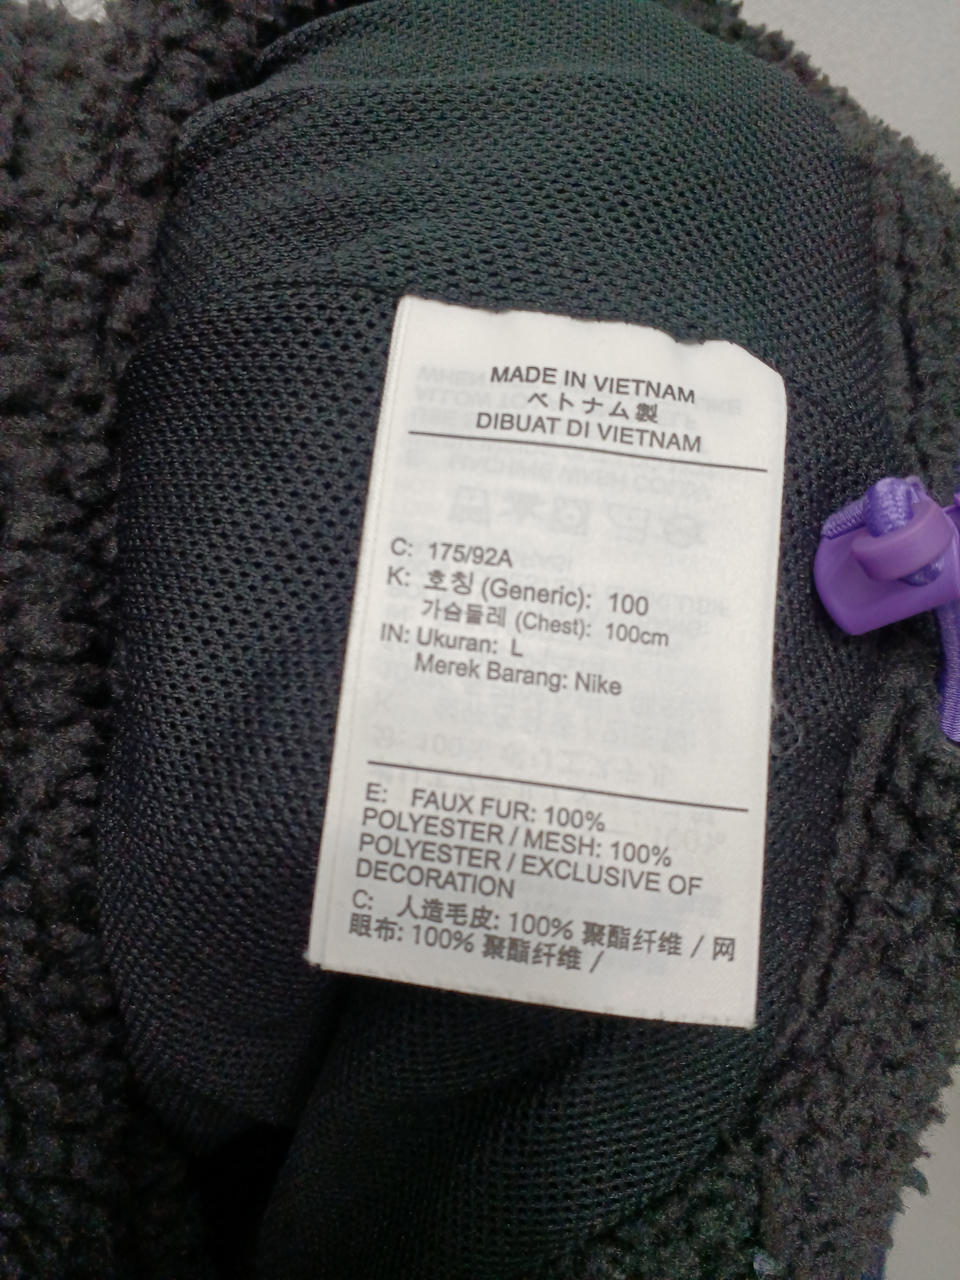 MADE IN VIETNAM
ベトナム製
DIBUAT DI VIETNAM
C: 175/92A
K: 호칭 (Generic): 100
가슴둘레 (Chest): 100cm
IN: Ukuran: L
Merek Barang: Nike
E: FAUX FUR: 100%
POLYESTER / MESH: 100%
POLYESTER / EXCLUSIVE OF
DECORATION
C: 人造毛皮: 100% 聚酯纤维 / 网
眼布: 100% 聚酯纤维 /